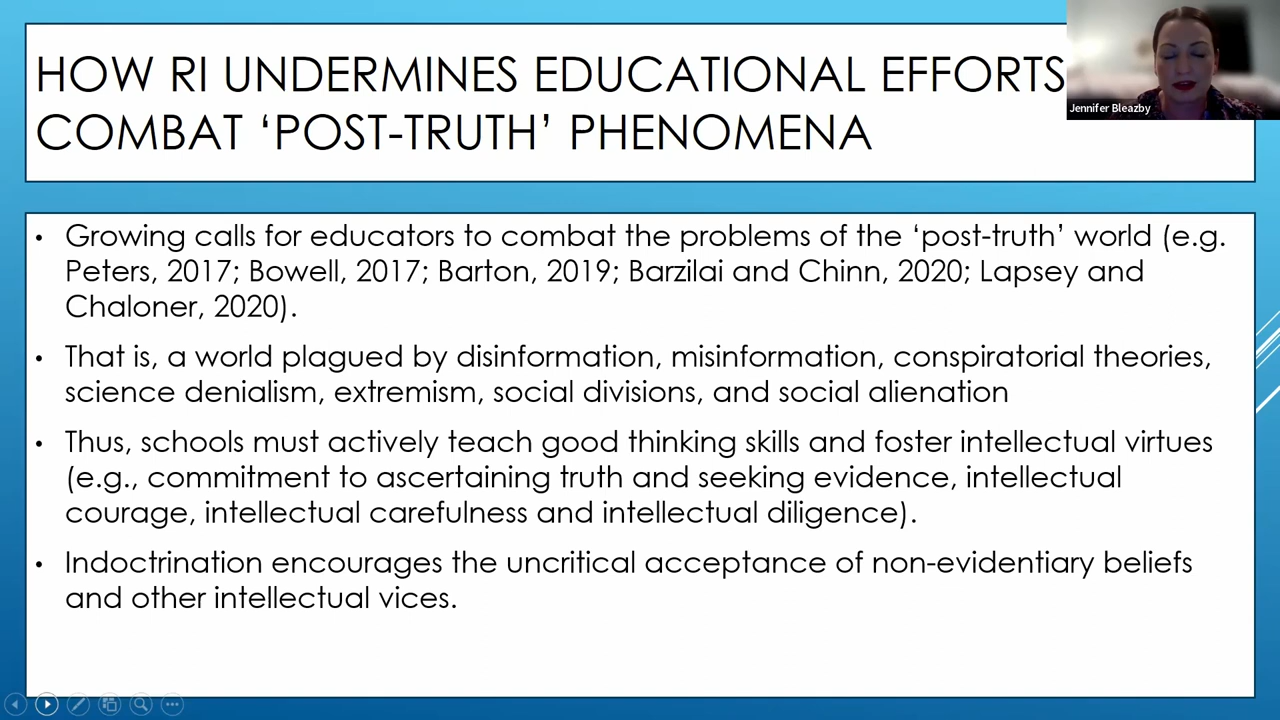 HOW RI UNDERMINES EDUCATIONAL EFFORTS
COMBAT ‘POST-TRUTH’ PHENOMENA
Jennifer Bleazby
• Growing calls for educators to combat the problems of the ‘post-truth’ world (e.g.
Peters, 2017; Bowell, 2017; Barton, 2019; Barzilai and Chinn, 2020; Lapsey and
Chaloner, 2020).
• That is, a world plagued by disinformation, misinformation, conspiratorial theories,
science denialism, extremism, social divisions, and social alienation
• Thus, schools must actively teach good thinking skills and foster intellectual virtues
(e.g., commitment to ascertaining truth and seeking evidence, intellectual
courage, intellectual carefulness and intellectual diligence).
• Indoctrination encourages the uncritical acceptance of non-evidentiary beliefs
and other intellectual vices.